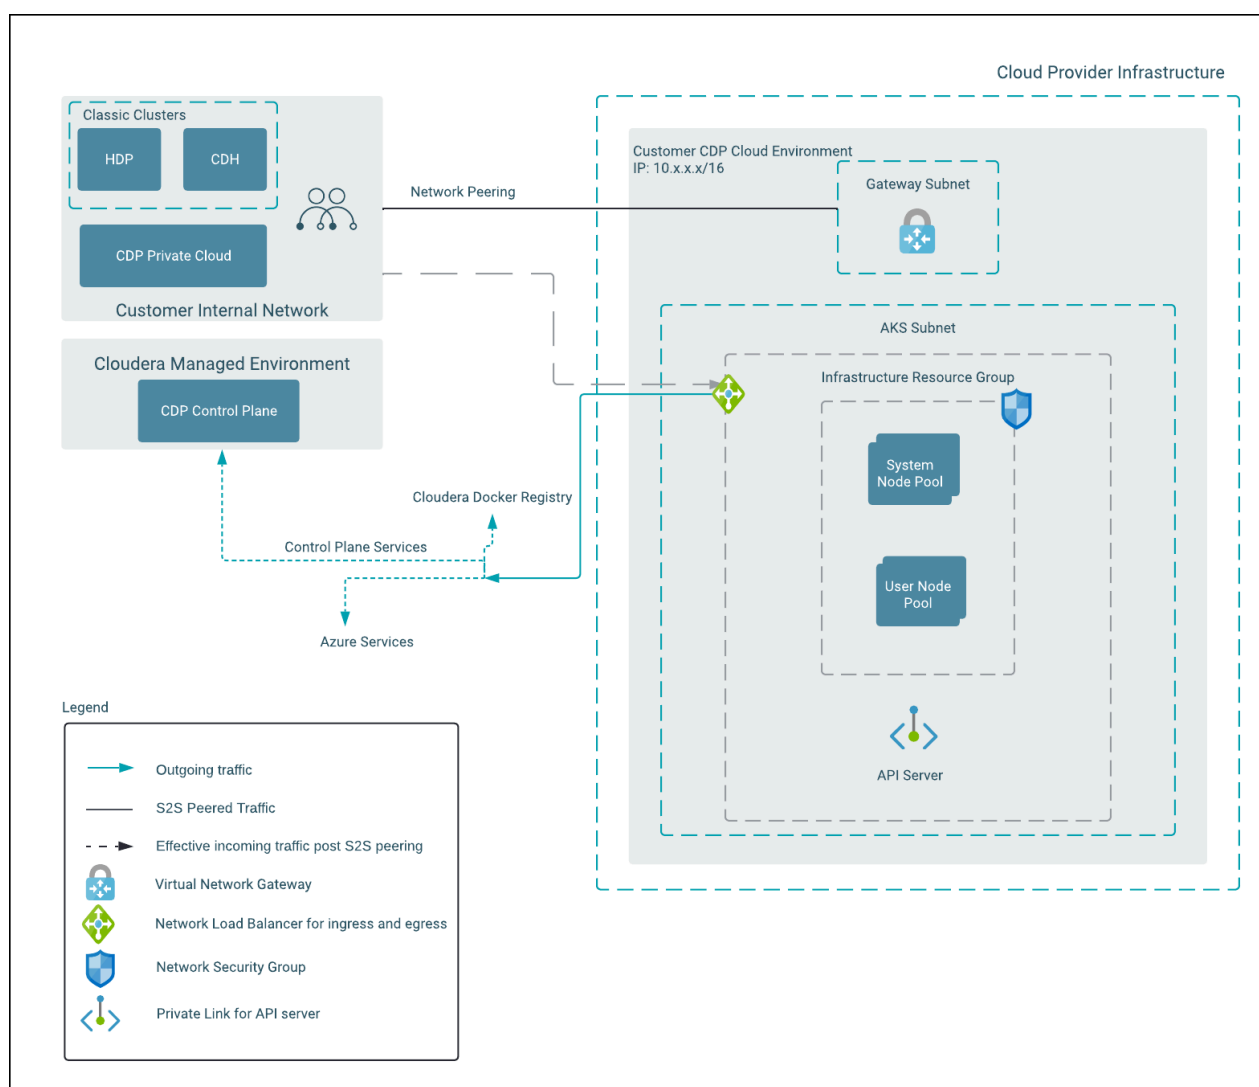 Cloud Provider Infrastructure
Classic Clusters
HDP
CDH
CDP Private Cloud
Customer Internal Network
Network Peering
Customer CDP Cloud Environment
IP: 10.x.x.x/16
Gateway Subnet
Cloudera Managed Environment
CDP Control Plane
AKS Subnet
Infrastructure Resource Group
System
Node Pool
User Node
Pool
API Server
Cloudera Docker Registry
Control Plane Services
Azure Services
Legend
Outgoing traffic
S2S Peered Traffic
Effective incoming traffic post S2S peering
Virtual Network Gateway
Network Load Balancer for ingress and egress
Network Security Group
Private Link for API server